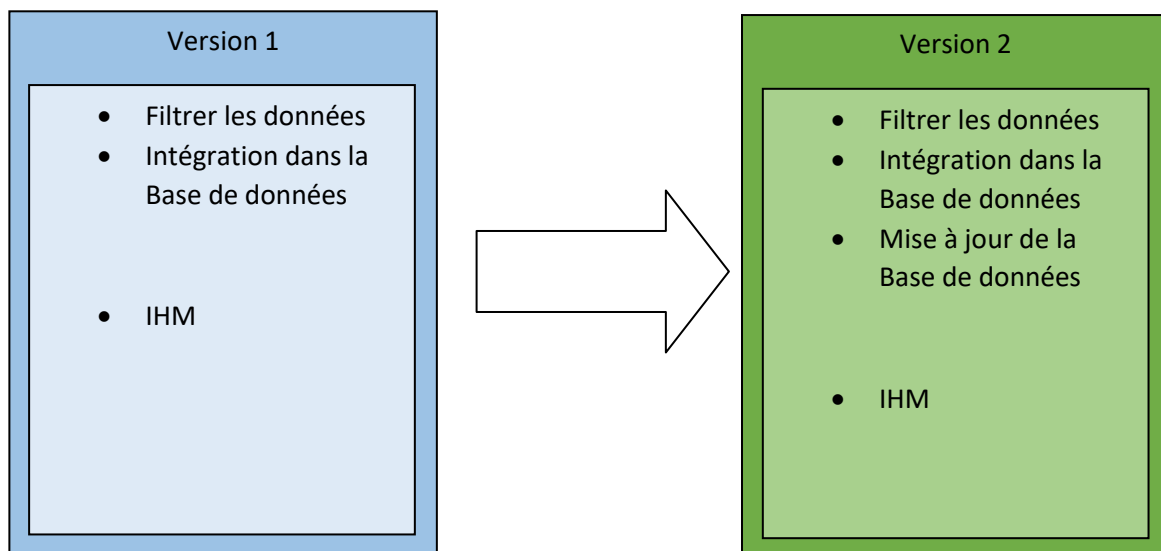 Version 1
• Filtrer les données
• Intégration dans la
Base de données
• IHM
Version 2
• Filtrer les données
• Intégration dans la
Base de données
• Mise à jour de la
Base de données
• IHM